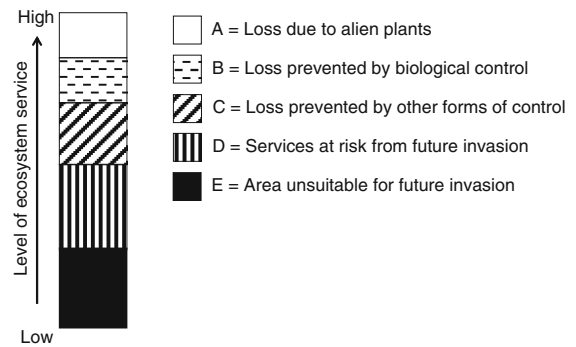 High
A = Loss due to alien plants
B = Loss prevented by biological control
C = Loss prevented by other forms of control
D = Services at risk from future invasion
E = Area unsuitable for future invasion
Level of ecosystem
service
Low